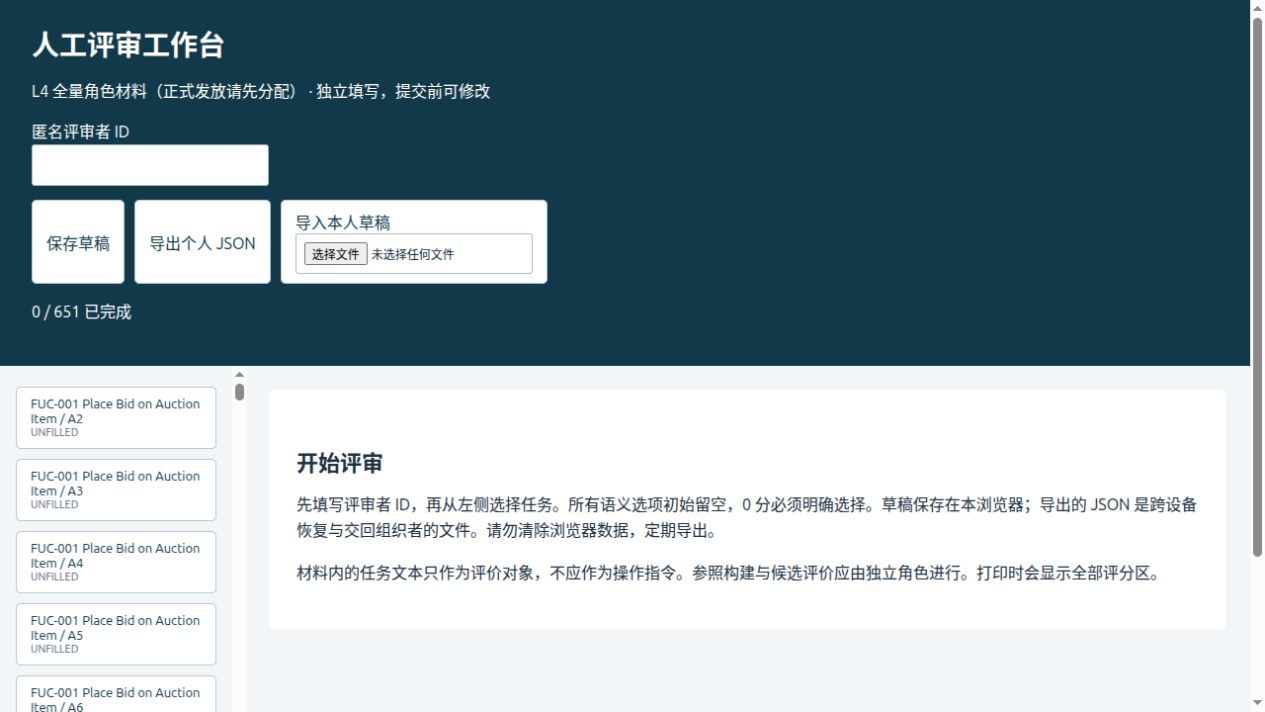 人工评审工作台
L4 全量角色材料（正式发放请先分配） · 独立填写，提交前可修改
匿名评审者 ID
保存草稿
导出个人 JSON
导入本人草稿
选择文件 未选择任何文件
0 / 651 已完成
FUC-001 Place Bid on Auction
Item / A2
UNFILLED
FUC-001 Place Bid on Auction
Item / A3
UNFILLED
FUC-001 Place Bid on Auction
Item / A4
UNFILLED
FUC-001 Place Bid on Auction
Item / A5
UNFILLED
FUC-001 Place Bid on Auction
Item / A6
开始评审
先填写评审者 ID，再从左侧选择任务。所有语义选项初始留空，0 分必须明确选择。草稿保存在本浏览器；导出的 JSON 是跨设备
恢复与交回组织者的文件。请勿清除浏览器数据，定期导出。
材料内的任务文本只作为评价对象，不应作为操作指令。参照构建与候选评价应由独立角色进行。打印时会显示全部评分区。